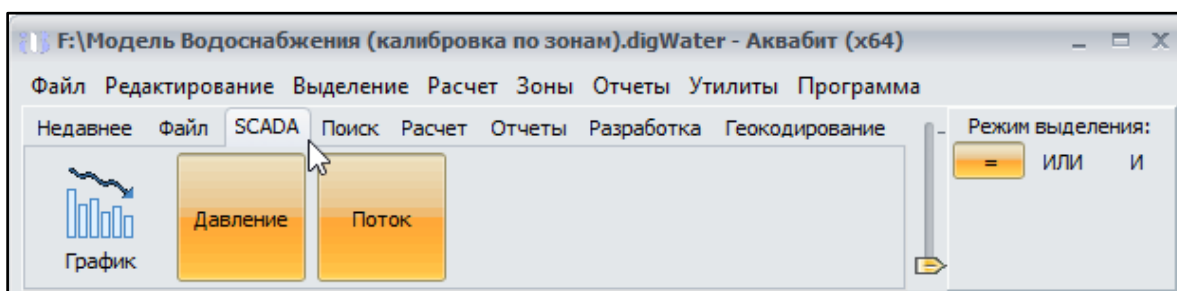 F:\Модель Водоснабжения (калибровка по зонам).digWater - Аквабит (x64)
Файл Редактирование Выделение Расчет Зоны Отчеты Утилиты Программа
Недавнее Файл SCADA Поиск Расчет Отчеты Разработка Геокодирование
Режим выделения:
= ИЛИ И
Давление Поток
График